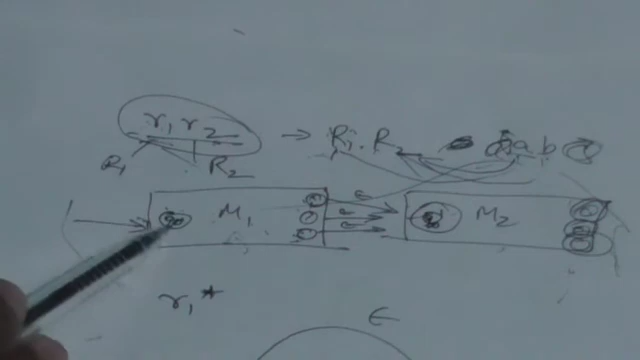 r₁ r₂ → R₁ . R₂ a b
R₁ R₂
M₁ ϵ ϵ ϵ M₂
r₁*
ϵ